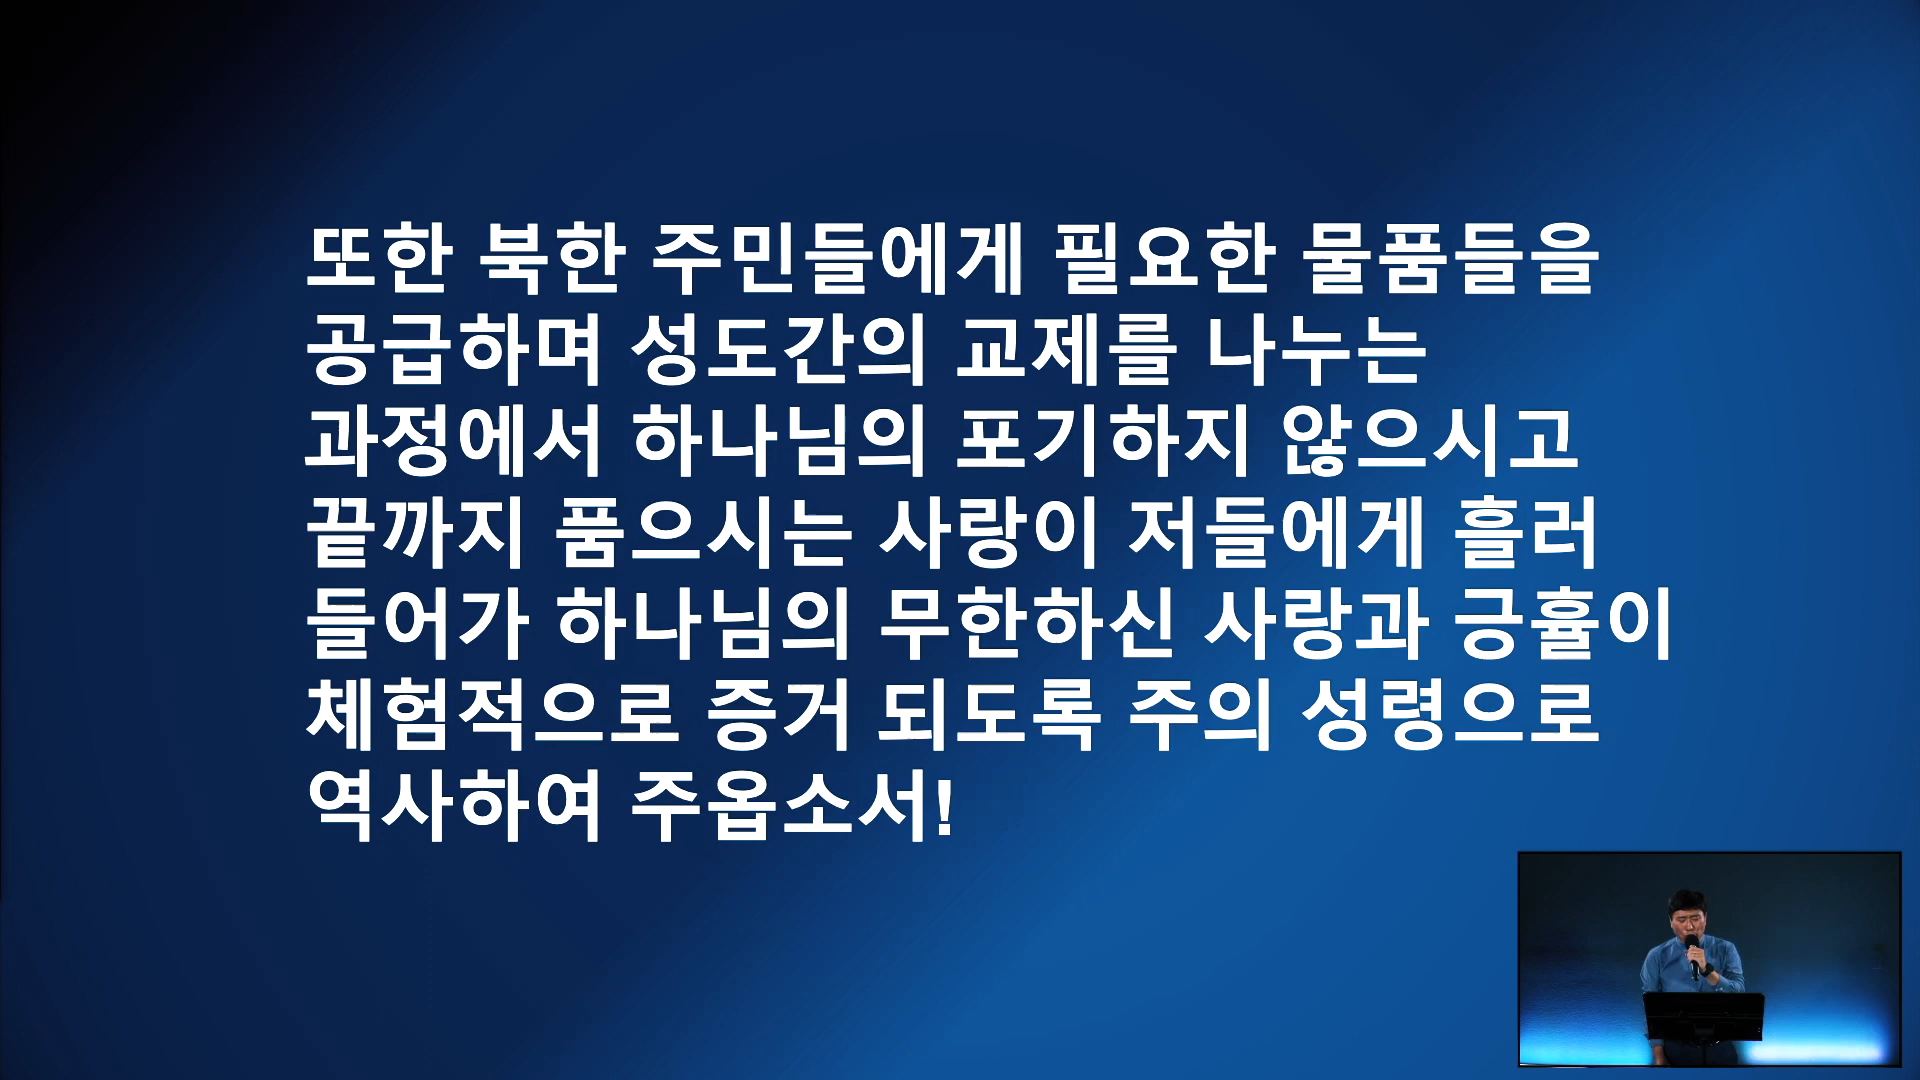 또한 북한 주민들에게 필요한 물품들을
공급하며 성도간의 교제를 나누는
과정에서 하나님의 포기하지 않으시고
끝까지 품으시는 사랑이 저들에게 흘러
들어가 하나님의 무한하신 사랑과 긍휼이
체험적으로 증거 되도록 주의 성령으로
역사하여 주옵소서!